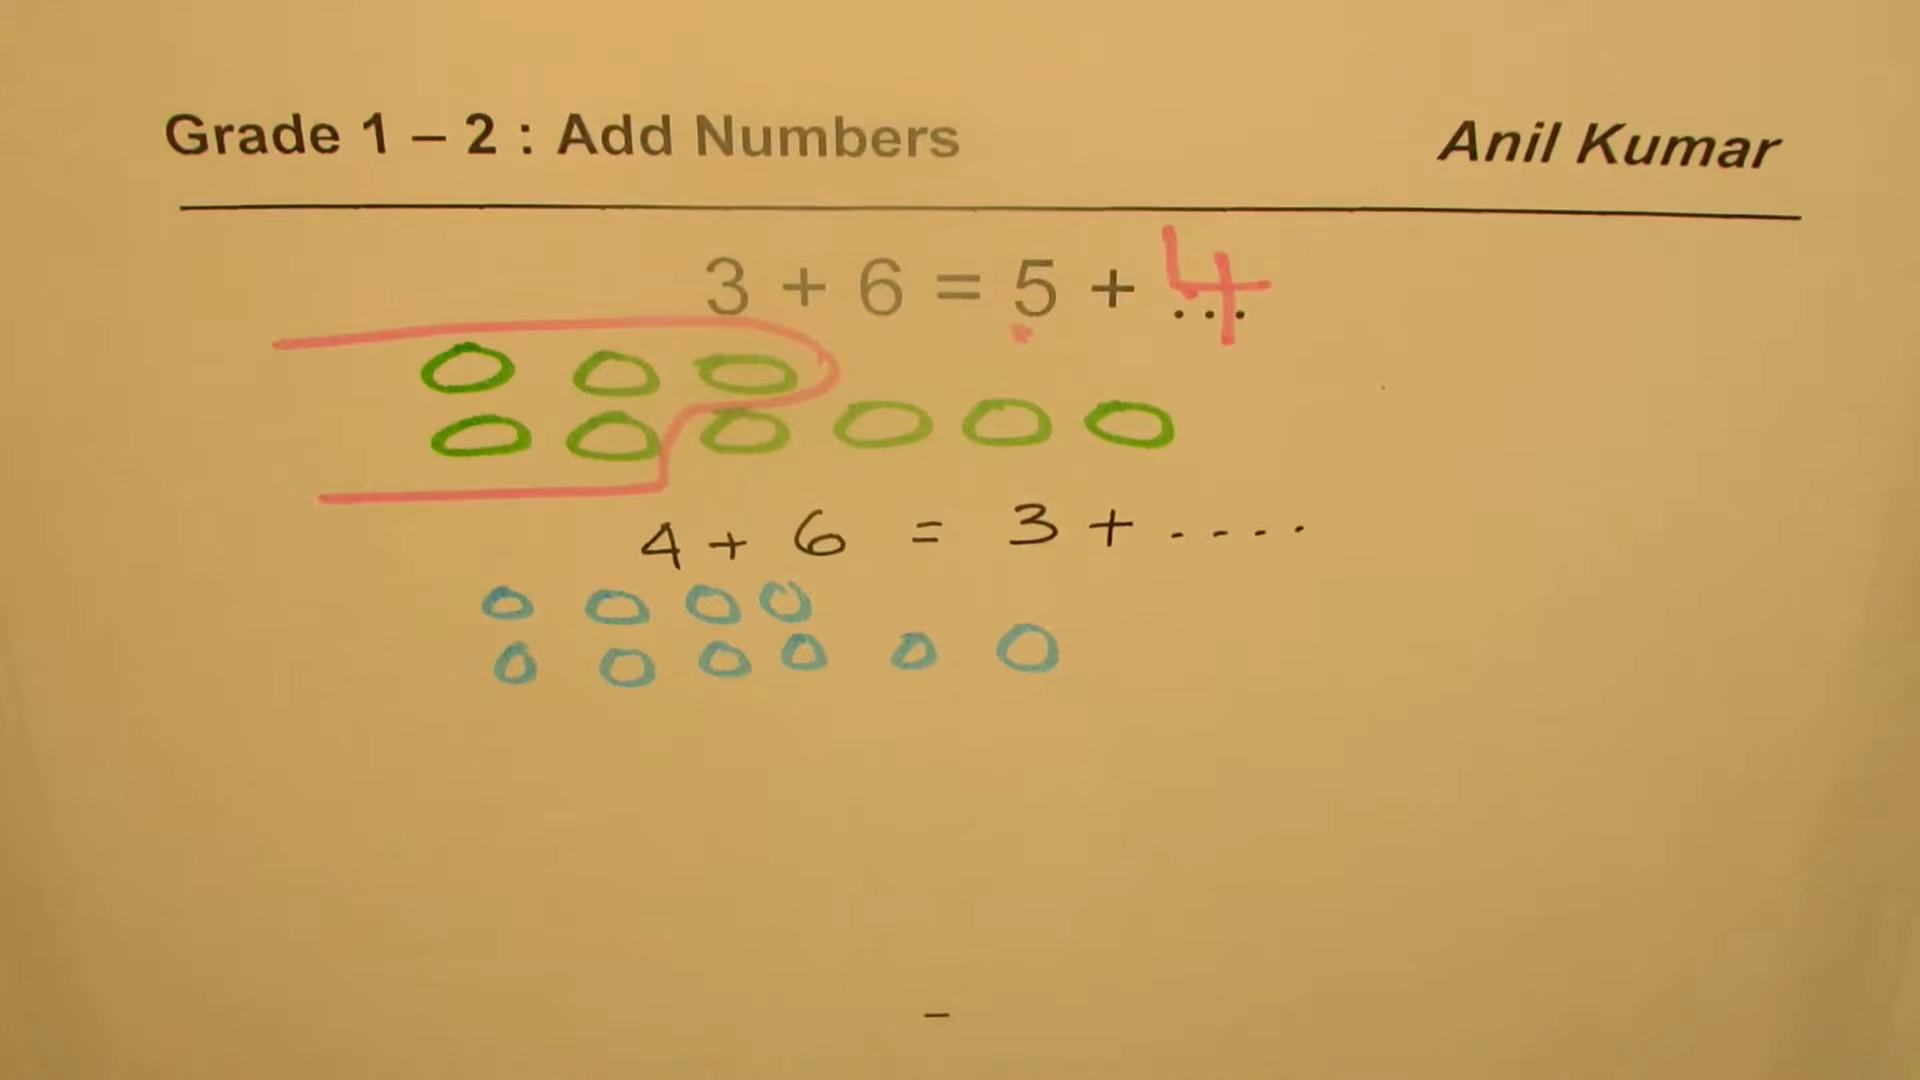 Grade 1 – 2 : Add Numbers
Anil Kumar
3 + 6 = 5 + 4...
4 + 6 = 3 + ....